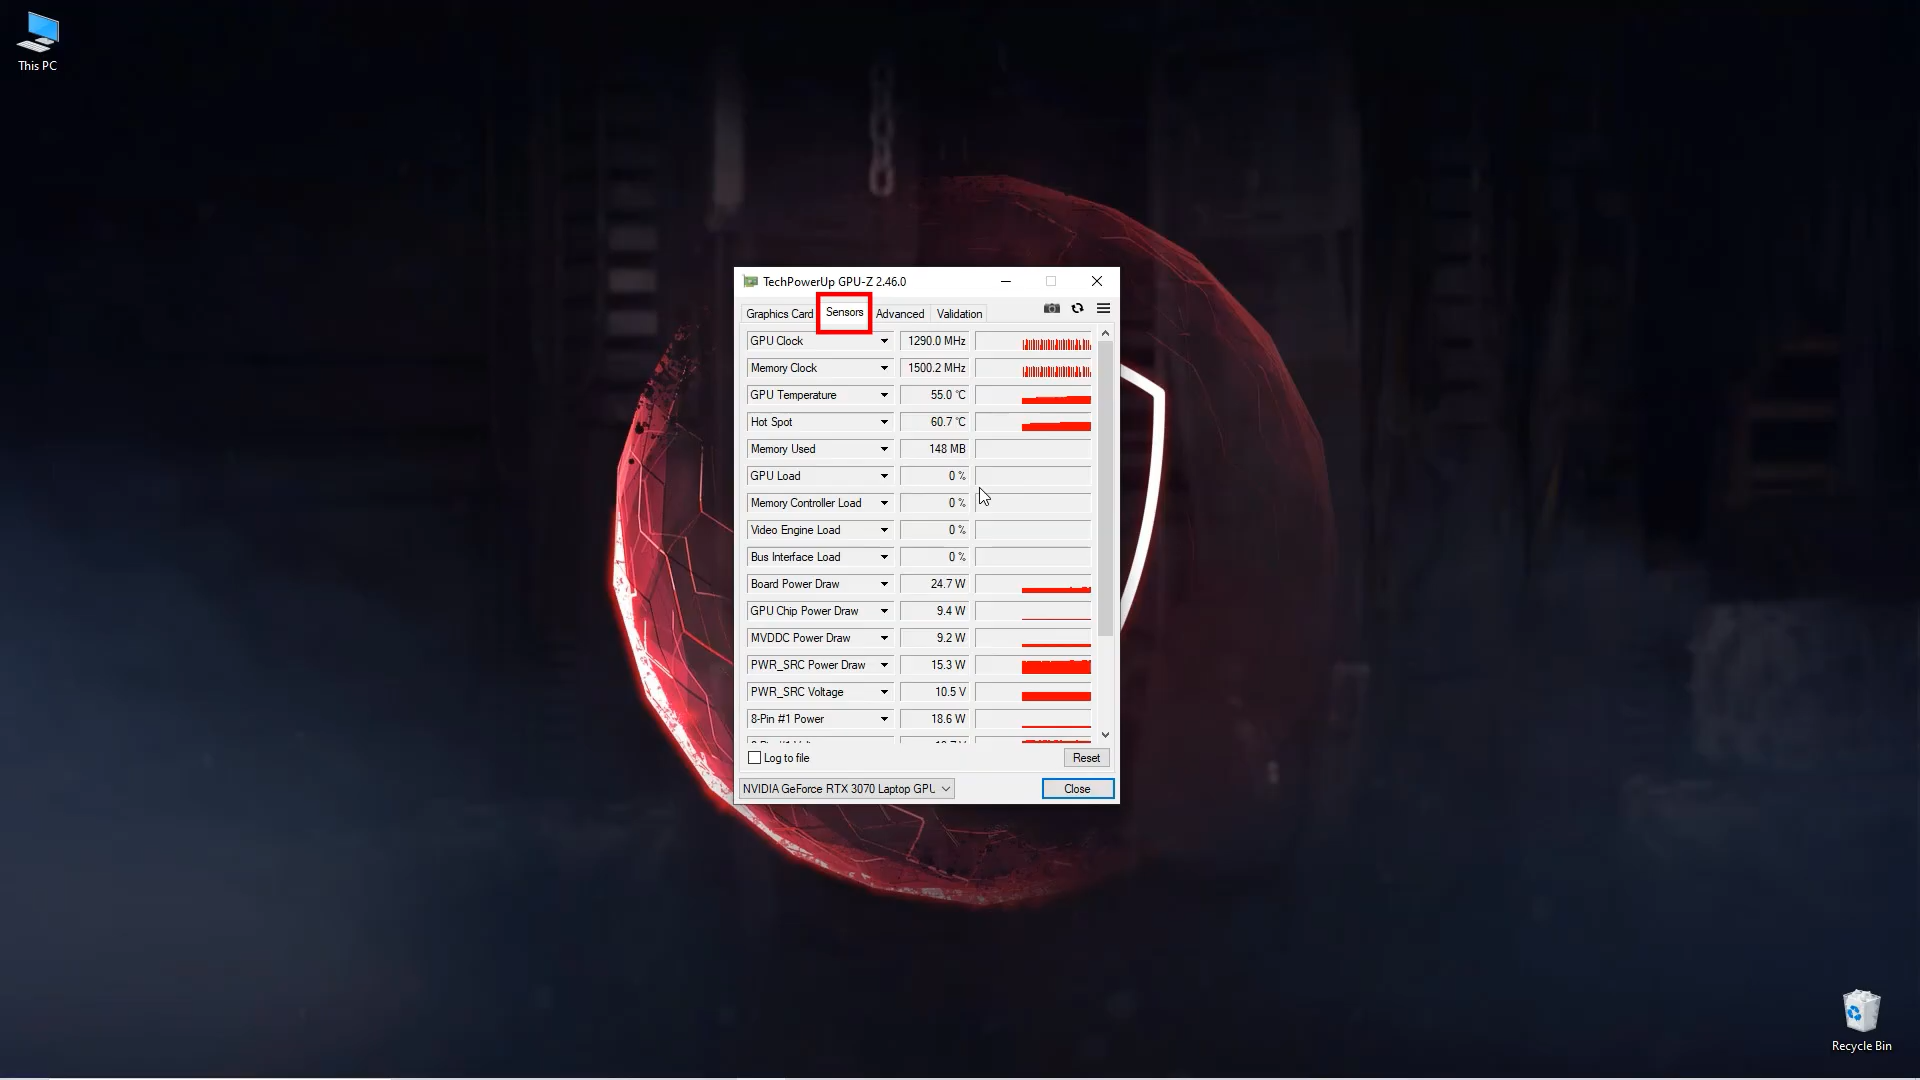 This PC
TechPowerUp GPU-Z 2.46.0
Graphics Card Sensors Advanced Validation
GPU Clock 1290.0 MHz
Memory Clock 1500.2 MHz
GPU Temperature 55.0 °C
Hot Spot 60.7 °C
Memory Used 148 MB
GPU Load 0 %
Memory Controller Load 0 %
Video Engine Load 0 %
Bus Interface Load 0 %
Board Power Draw 24.7 W
GPU Chip Power Draw 9.4 W
MVDDC Power Draw 9.2 W
PWR_SRC Power Draw 15.3 W
PWR_SRC Voltage 10.5 V
8-Pin #1 Power 18.6 W
Log to file Reset
NVIDIA GeForce RTX 3070 Laptop GPU Close
Recycle Bin